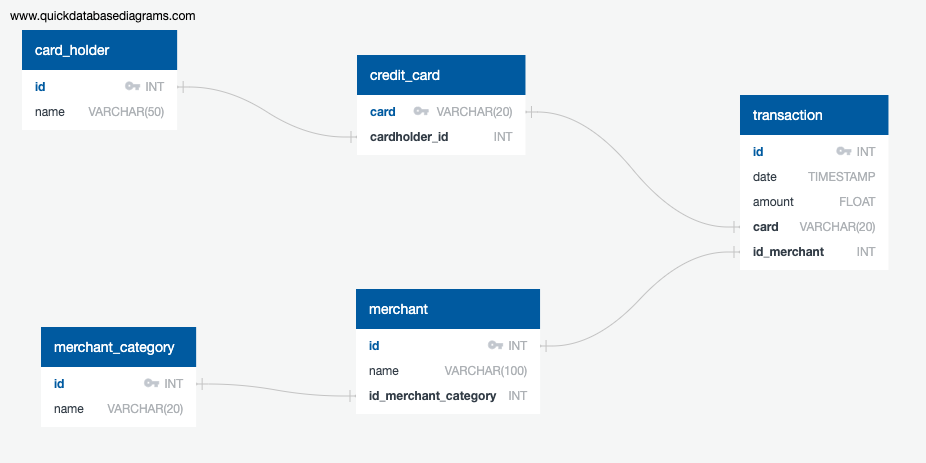 www.quickdatabasediagrams.com
card_holder
id INT
name VARCHAR(50)
credit_card
card VARCHAR(20)
cardholder_id INT
transaction
id INT
date TIMESTAMP
amount FLOAT
card VARCHAR(20)
id_merchant INT
merchant
id INT
name VARCHAR(100)
id_merchant_category INT
merchant_category
id INT
name VARCHAR(20)